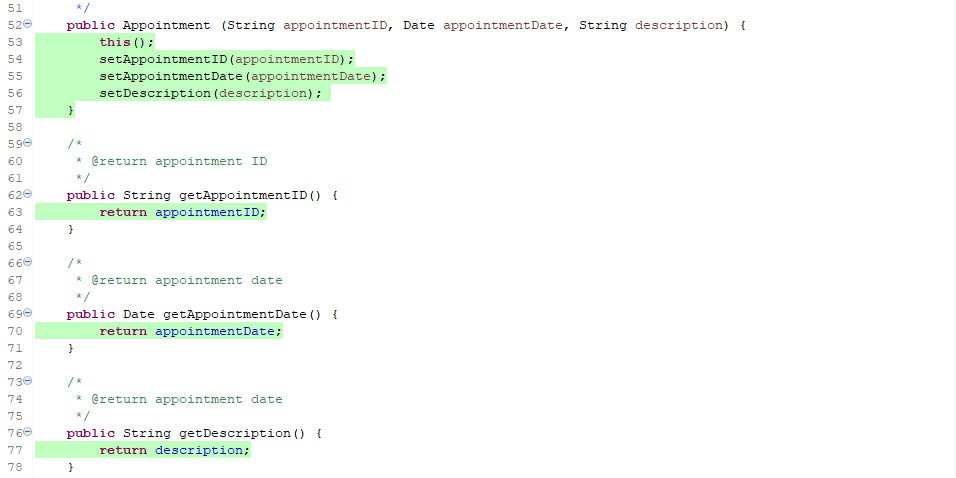 51      */
52     public Appointment (String appointmentID, Date appointmentDate, String description) {
53         this();
54         setAppointmentID(appointmentID);
55         setAppointmentDate(appointmentDate);
56         setDescription(description);
57     }
58
59     /*
60      * @return appointment ID
61      */
62     public String getAppointmentID() {
63         return appointmentID;
64     }
65
66     /*
67      * @return appointment date
68      */
69     public Date getAppointmentDate() {
70         return appointmentDate;
71     }
72
73     /*
74      * @return appointment date
75      */
76     public String getDescription() {
77         return description;
78     }